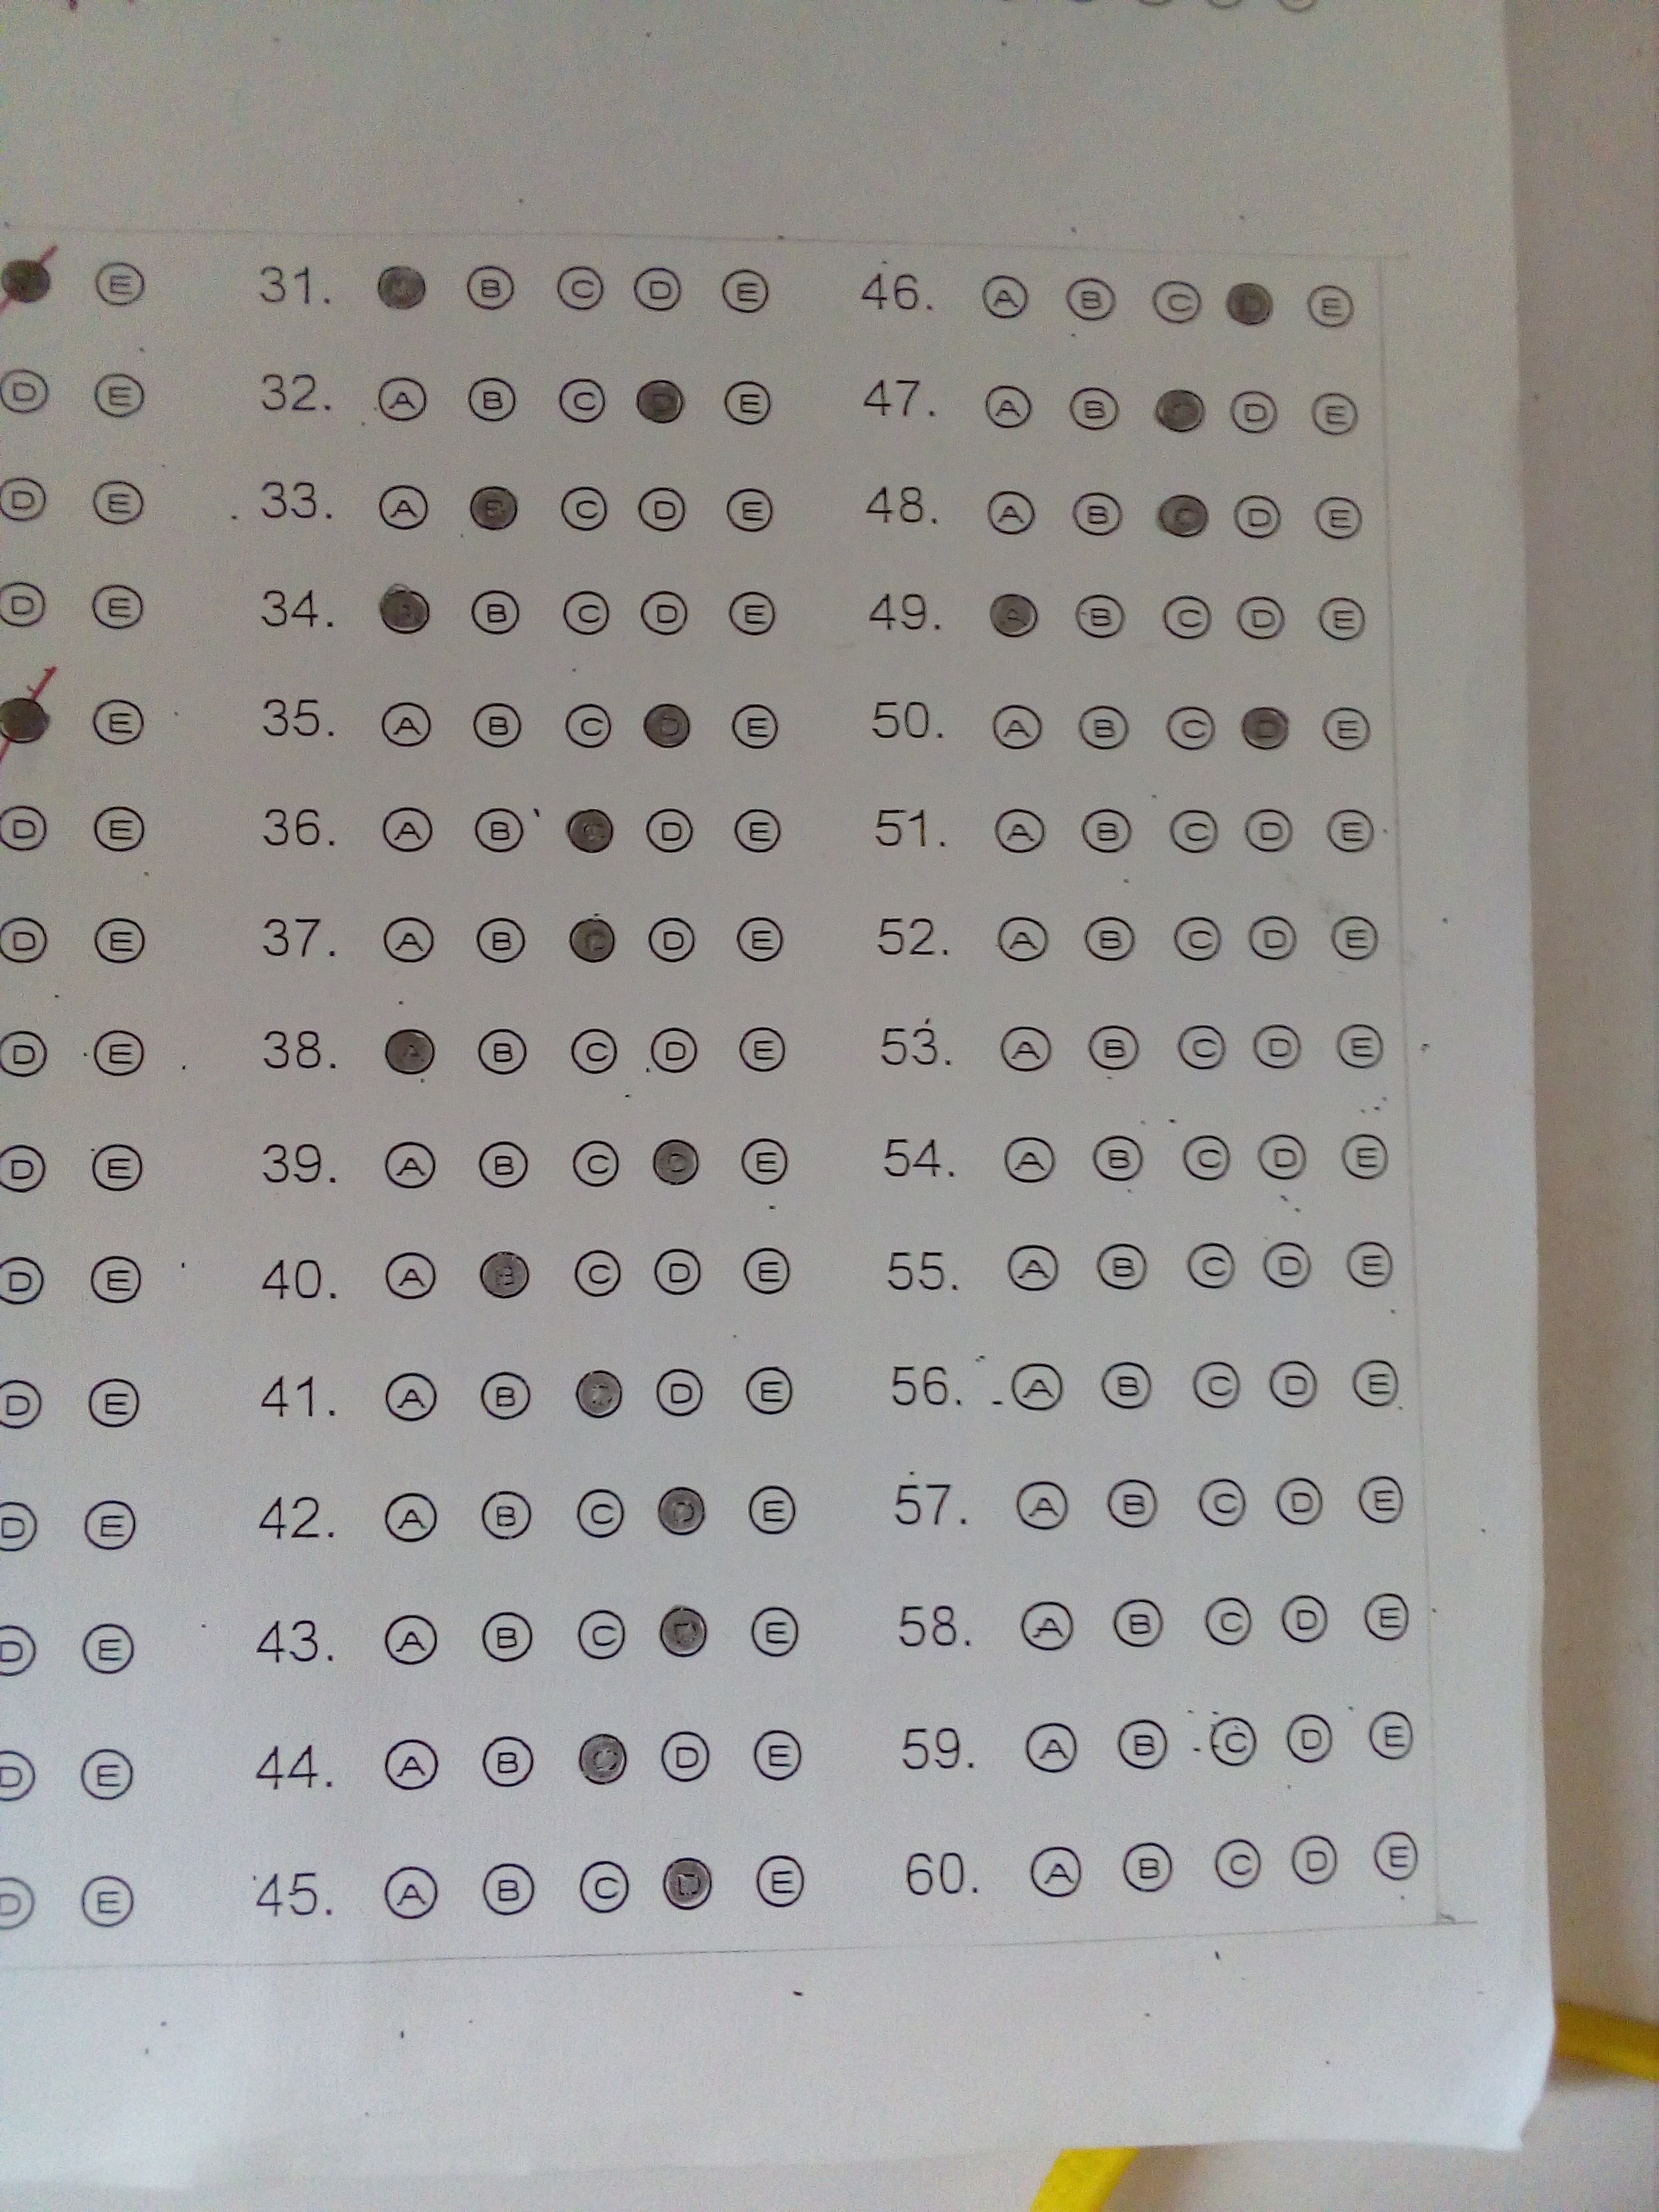 E 31. A B C D E 46. A B C D E
D E 32. A B C D E 47. A B C D E
D E 33. A B C D E 48. A B C D E
D E 34. A B C D E 49. A B C D E
E 35. A B C D E 50. A B C D E
D E 36. A B C D E 51. A B C D E
D E 37. A B C D E 52. A B C D E
D E 38. A B C D E 53. A B C D E
D E 39. A B C D E 54. A B C D E
D E 40. A B C D E 55. A B C D E
D E 41. A B C D E 56. A B C D E
D E 42. A B C D E 57. A B C D E
D E 43. A B C D E 58. A B C D E
D E 44. A B C D E 59. A B C D E
D E 45. A B C D E 60. A B C D E